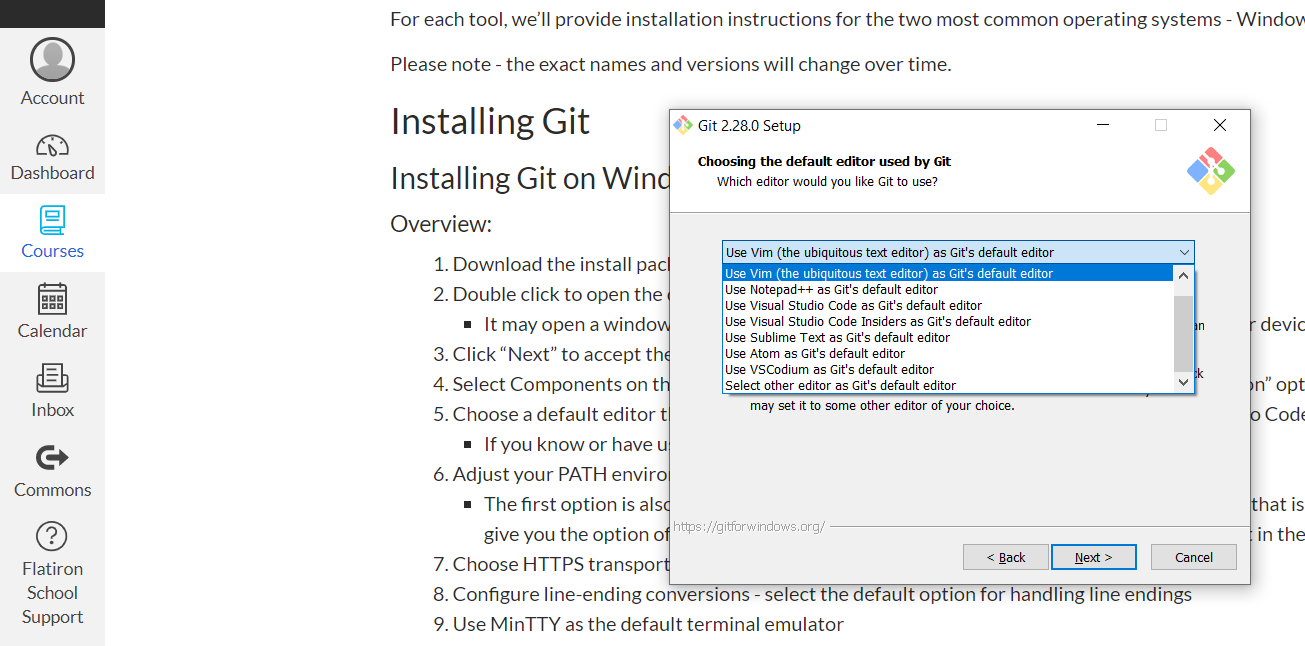 Account
Dashboard
Courses
Calendar
Inbox
Commons
?
Flatiron
School
Support
For each tool, we'll provide installation instructions for the two most common operating systems - Window
Please note - the exact names and versions will change over time.
Installing Git
Installing Git on Wind
Overview:
1. Download the install pac
2. Double click to open the
It may open a window
r devic
3. Click “Next” to accept the
4. Select Components on th
on” opt
5. Choose a default editor t
o Code
If you know or have u
6. Adjust your PATH enviro
The first option is also
that is
give you the option of
t in the
7. Choose HTTPS transport
8. Configure line-ending conversions - select the default option for handling line endings
9. Use MinTTY as the default terminal emulator
Git 2.28.0 Setup
Choosing the default editor used by Git
Which editor would you like Git to use?
Use Vim (the ubiquitous text editor) as Git's default editor
Use Vim (the ubiquitous text editor) as Git's default editor
Use Notepad++ as Git's default editor
Use Visual Studio Code as Git's default editor
Use Visual Studio Code Insiders as Git's default editor
Use Sublime Text as Git's default editor
Use Atom as Git's default editor
Use VSCodium as Git's default editor
Select other editor as Git's default editor
an
ck
may set it to some other editor of your choice.
https://gitforwindows.org/
< Back
Next >
Cancel